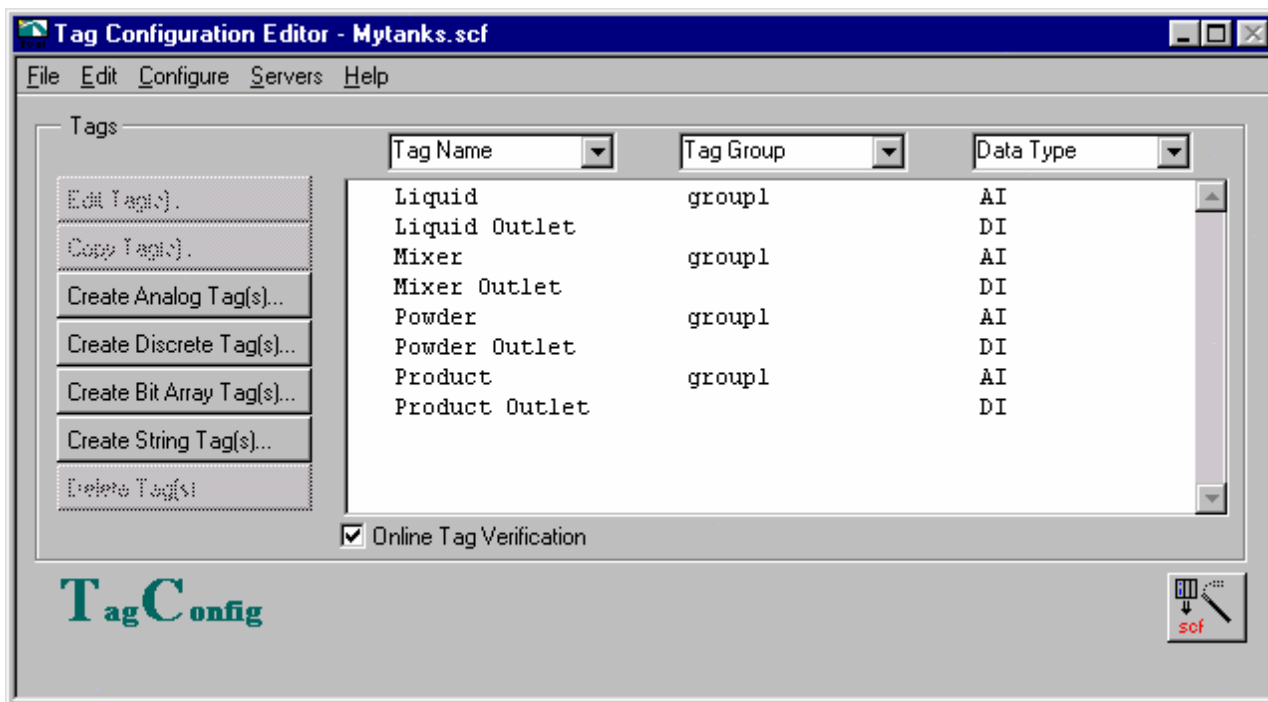 Tag Configuration Editor - Mytanks.scf
File Edit Configure Servers Help
Tags
Tag Name Tag Group Data Type
Edit Tag(s)...
Copy Tag(s)...
Create Analog Tag(s)...
Create Discrete Tag(s)...
Create Bit Array Tag(s)...
Create String Tag(s)...
Delete Tag(s)
Liquid group1 AI
Liquid Outlet DI
Mixer group1 AI
Mixer Outlet DI
Powder group1 AI
Powder Outlet DI
Product group1 AI
Product Outlet DI
Online Tag Verification
TagConfig
scf